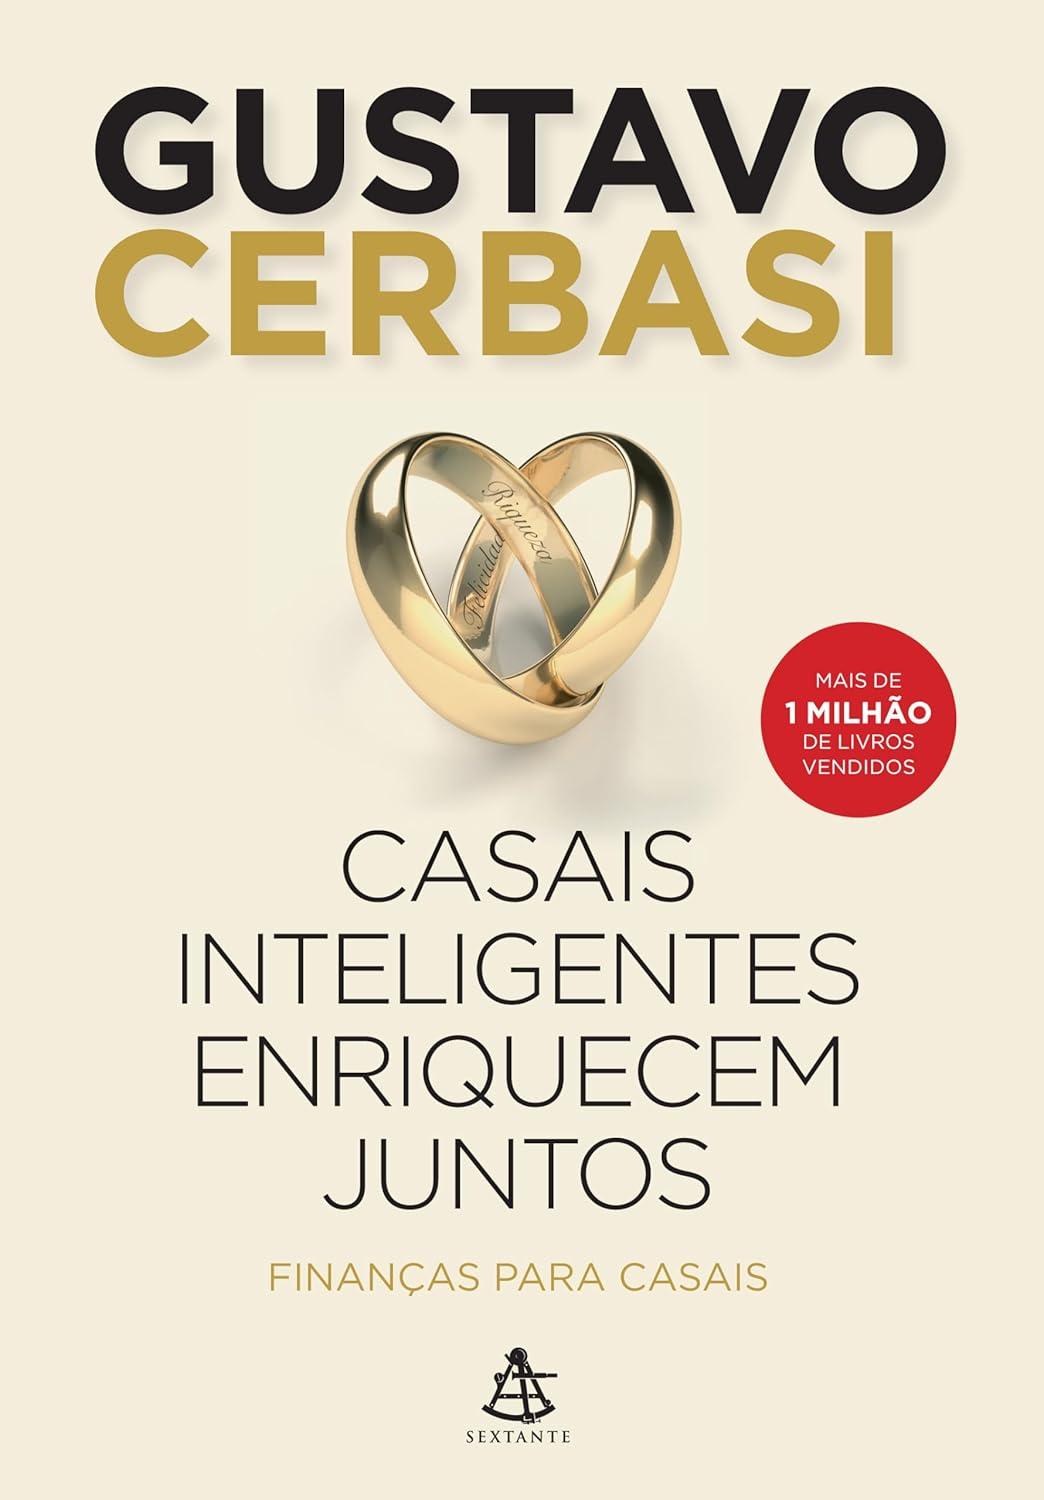 GUSTAVO
CERBASI
Riqueza
Felicidade
MAIS DE
1 MILHÃO
DE LIVROS
VENDIDOS
CASAIS
INTELIGENTES
ENRIQUECEM
JUNTOS
FINANÇAS PARA CASAIS
SEXTANTE